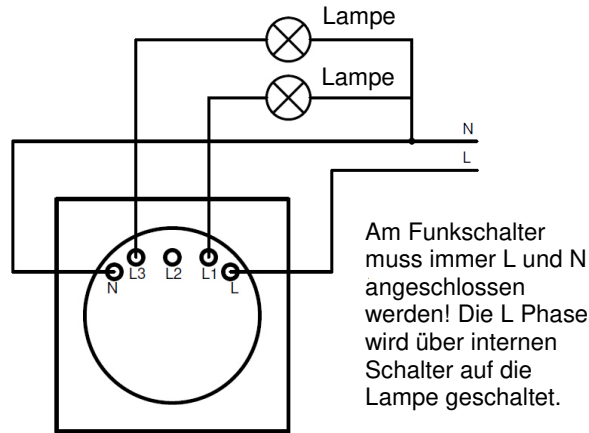 Lampe
Lampe
N
L
L3 L2 L1
N L
Am Funkschalter
muss immer L und N
angeschlossen
werden! Die L Phase
wird über internen
Schalter auf die
Lampe geschaltet.